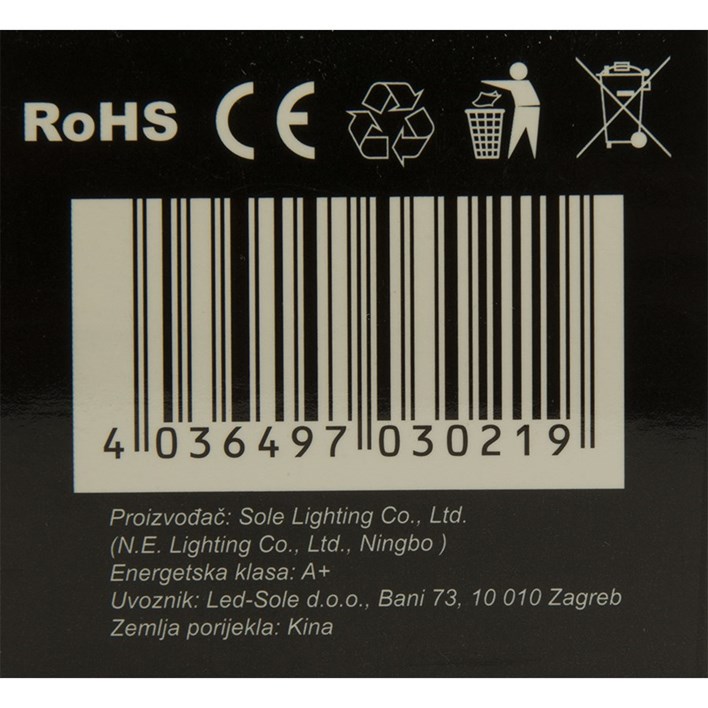 RoHS CE
4 036497 030219
Proizvođač: Sole Lighting Co., Ltd.
(N.E. Lighting Co., Ltd., Ningbo )
Energetska klasa: A+
Uvoznik: Led-Sole d.o.o., Bani 73, 10 010 Zagreb
Zemlja porijekla: Kina